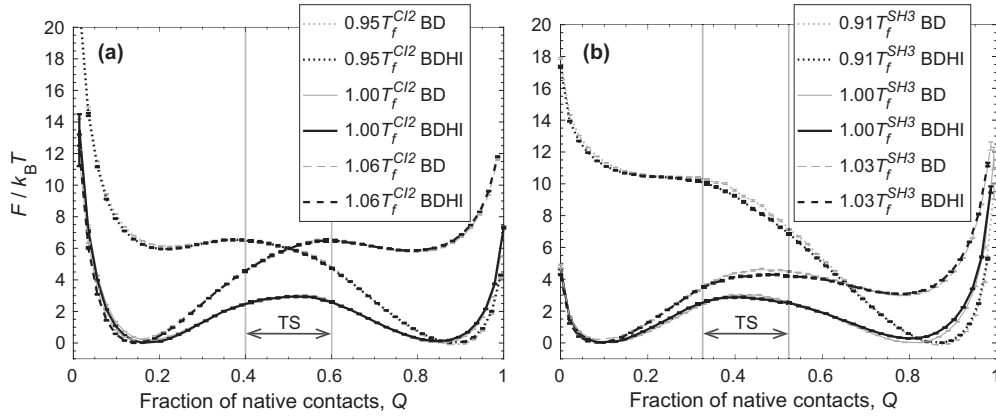 (a)
0.95T_f^{CI2} BD
0.95T_f^{CI2} BDHI
1.00T_f^{CI2} BD
1.00T_f^{CI2} BDHI
1.06T_f^{CI2} BD
1.06T_f^{CI2} BDHI
20
18
16
14
12
10
8
6
4
2
0
F / k_B T
TS
0 0.2 0.4 0.6 0.8 1
Fraction of native contacts, Q
(b)
0.91T_f^{SH3} BD
0.91T_f^{SH3} BDHI
1.00T_f^{SH3} BD
1.00T_f^{SH3} BDHI
1.03T_f^{SH3} BD
1.03T_f^{SH3} BDHI
20
18
16
14
12
10
8
6
4
2
0
TS
0 0.2 0.4 0.6 0.8 1
Fraction of native contacts, Q